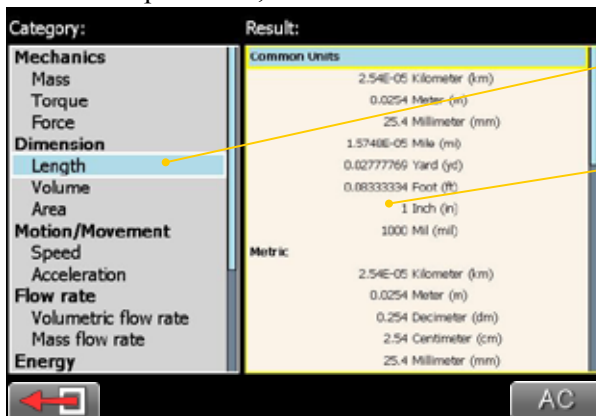 Category:
Mechanics
Mass
Torque
Force
Dimension
Length
Volume
Area
Motion/Movement
Speed
Acceleration
Flow rate
Volumetric flow rate
Mass flow rate
Energy
Result:
Common Units
2.54E-05 Kilometer (km)
0.0254 Meter (m)
25.4 Millimeter (mm)
1.5748E-05 Mile (mi)
0.02777769 Yard (yd)
0.08333334 Foot (ft)
1 Inch (in)
1000 Mil (mil)
Metric
2.54E-05 Kilometer (km)
0.0254 Meter (m)
0.254 Decimeter (dm)
2.54 Centimeter (cm)
25.4 Millimeter (mm)
AC